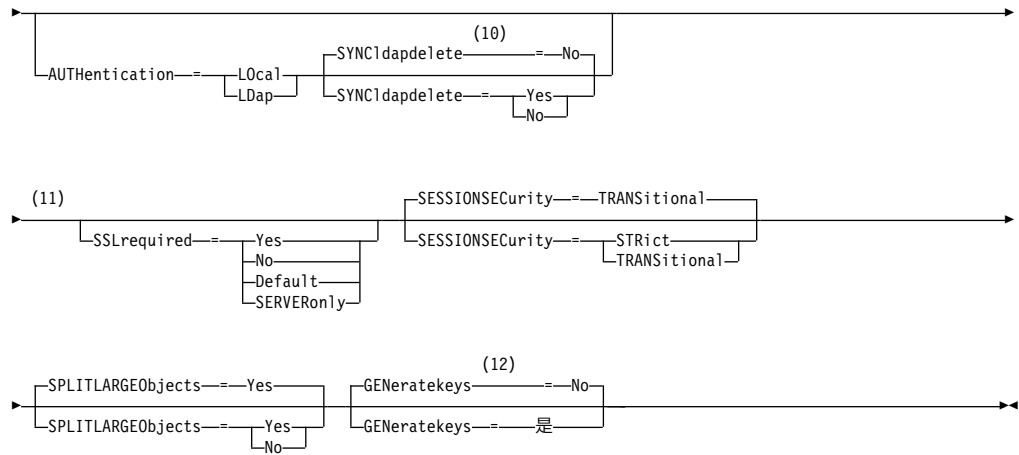 (10)
SYNCldapdelete = No
AUTHentication = LOcal SYNCldapdelete = Yes
LDap No
(11)
SESSIONSECurity = TRANSitional
SSLrequired = Yes SESSIONSECurity = STRict
No TRANSitional
Default
SERVERonly
(12)
SPLITLARGEObjects = Yes GENeratekeys = No
SPLITLARGEObjects = Yes GENeratekeys = 是
No